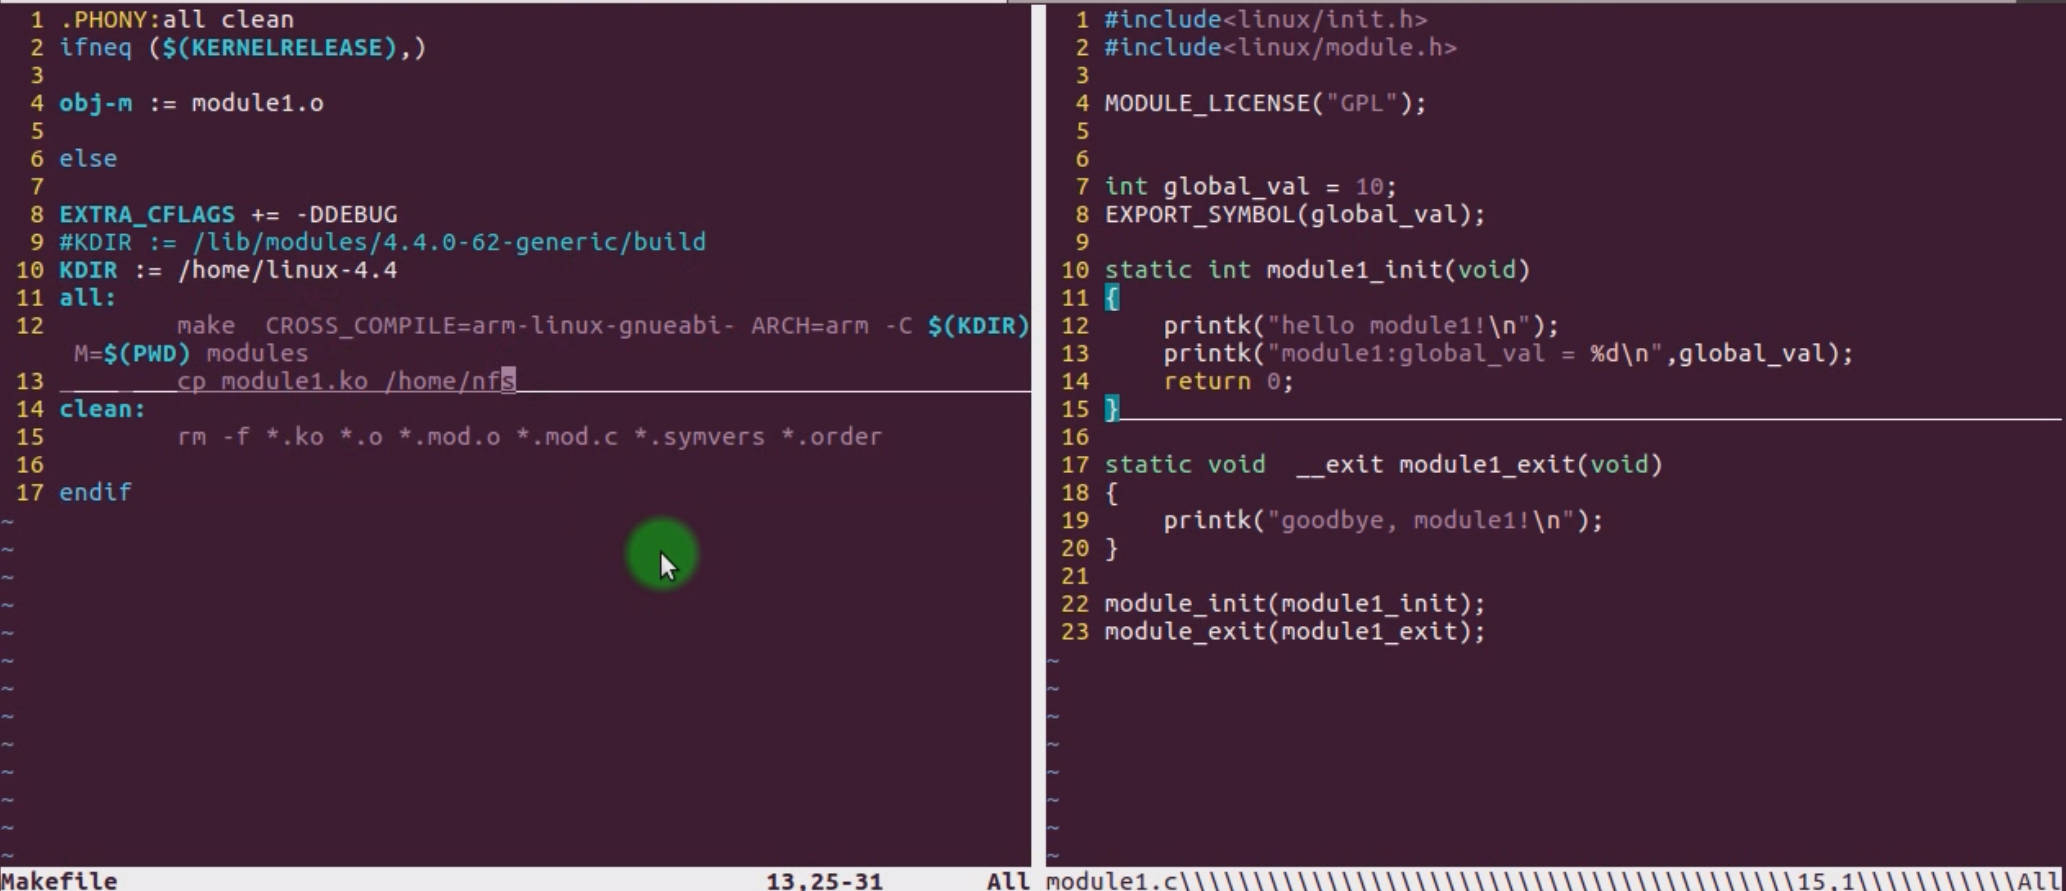 1 .PHONY:all clean
2 ifneq ($(KERNELRELEASE),)
3
4 obj-m := module1.o
5
6 else
7
8 EXTRA_CFLAGS += -DDEBUG
9 #KDIR := /lib/modules/4.4.0-62-generic/build
10 KDIR := /home/linux-4.4
11 all:
12         make  CROSS_COMPILE=arm-linux-gnueabi- ARCH=arm -C $(KDIR)
 M=$(PWD) modules
13         cp module1.ko /home/nfs
14 clean:
15         rm -f *.ko *.o *.mod.o *.mod.c *.symvers *.order
16
17 endif
~
~
~
~
~
~
~
~
~
~
~
~
~
Makefile 13,25-31 All
1 #include<linux/init.h>
2 #include<linux/module.h>
3
4 MODULE_LICENSE("GPL");
5
6
7 int global_val = 10;
8 EXPORT_SYMBOL(global_val);
9
10 static int module1_init(void)
11 {
12     printk("hello module1!\n");
13     printk("module1:global_val = %d\n",global_val);
14     return 0;
15 }
16
17 static void  __exit module1_exit(void)
18 {
19     printk("goodbye, module1!\n");
20 }
21
22 module_init(module1_init);
23 module_exit(module1_exit);
~
~
~
~
~
~
~
~
module1.c\\\\\\\\\\\\\\\\\\\\\\\\\\\\\\\\\\\\\\\\\\15,1\\\\\\\\\\\All